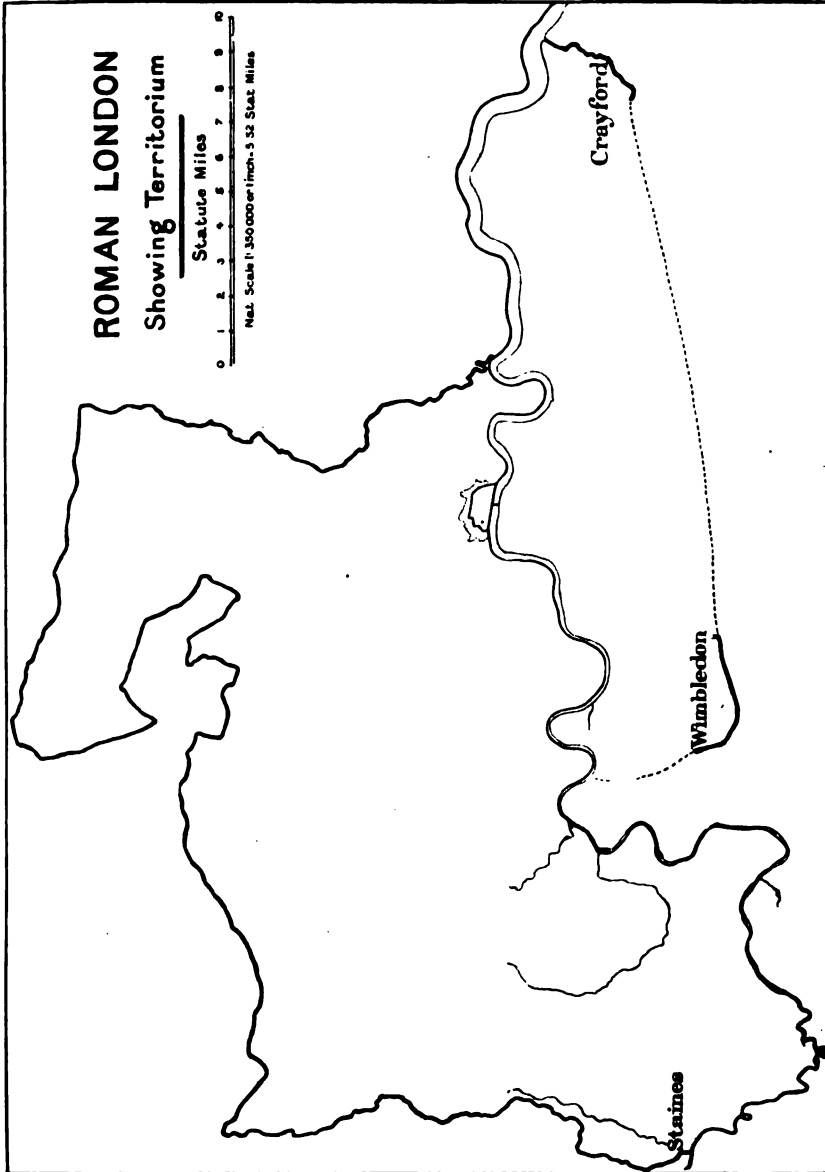 ROMAN LONDON
Showing Territorium
Statute Miles
0 1 2 3 4 5 6 7 8 9 10
Nat. Scale 1:350000 or 1 inch = 5.52 Stat. Miles
Crayford
Wimbledon
Staines